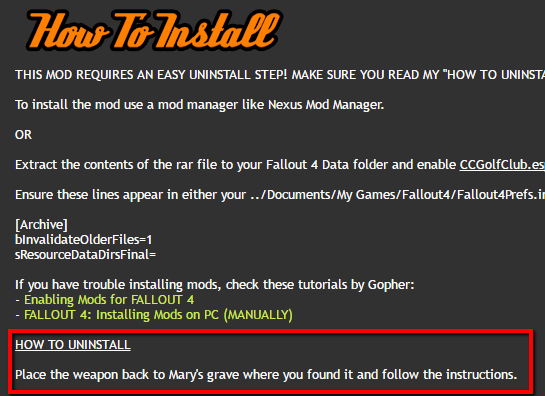 How To Install
THIS MOD REQUIRES AN EASY UNINSTALL STEP! MAKE SURE YOU READ MY "HOW TO
To install the mod use a mod manager like Nexus Mod Manager.
OR
Extract the contents of the rar file to your Fallout 4 Data folder and enable CCGolfClub.es
Ensure these lines appear in either your ../Documents/My Games/Fallout4/Fallout4Prefs.i
[Archive]
bInvalidateOlderFiles=1
sResourceDataDirsFinal=
If you have trouble installing mods, check these tutorials by Gopher:
- Enabling Mods for FALLOUT 4
- FALLOUT 4: Installing Mods on PC (MANUALLY)
HOW TO UNINSTALL
Place the weapon back to Mary's grave where you found it and follow the instructions.